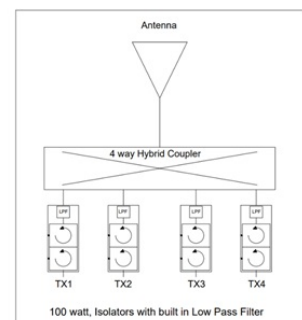 Antenna
4 way Hybrid Coupler
LPF LPF LPF LPF
TX1 TX2 TX3 TX4
100 watt, Isolators with built in Low Pass Filter